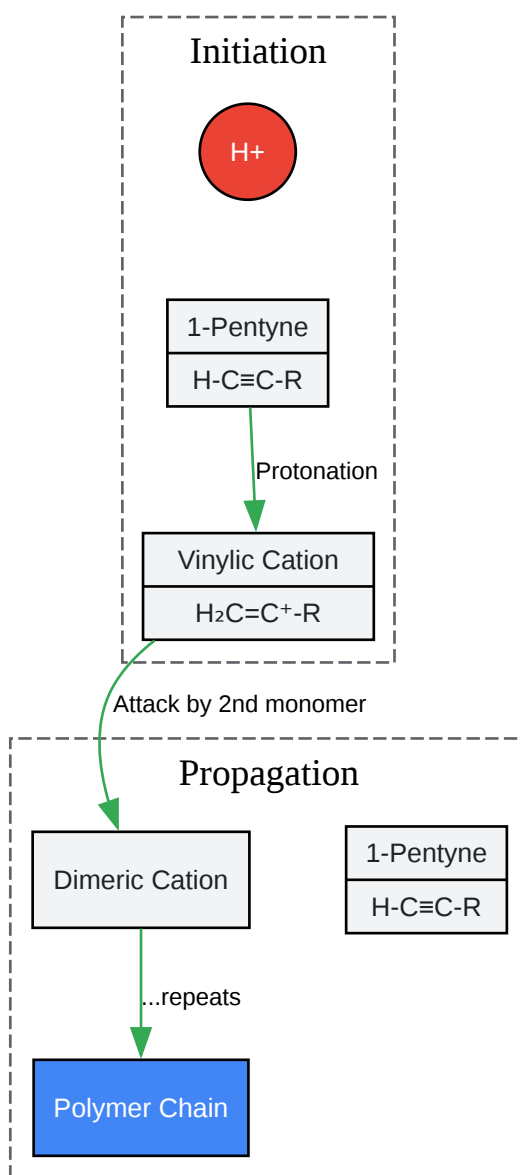 Initiation
H+
1-Pentyne
H-C≡C-R
Protonation
Vinylic Cation
H₂C=C⁺-R
Attack by 2nd monomer
Propagation
Dimeric Cation
1-Pentyne
H-C≡C-R
...repeats
Polymer Chain